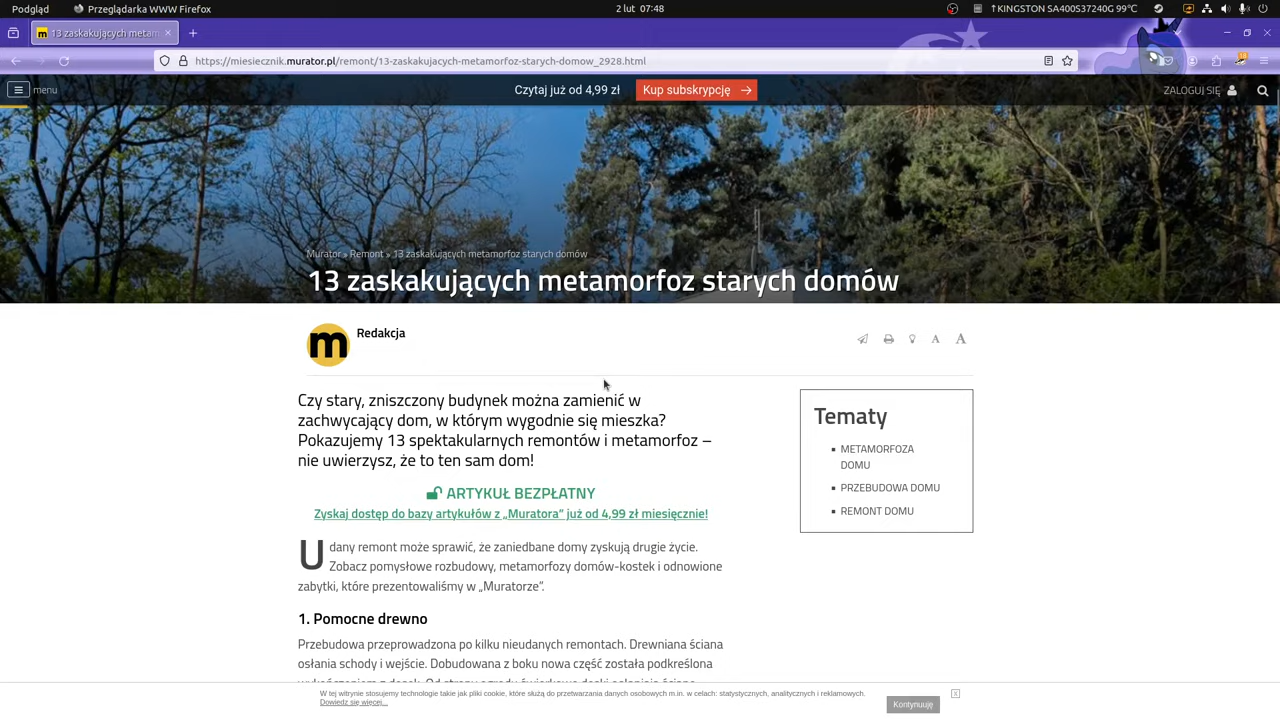 Podgląd
Przeglądarka WWW Firefox
2 lut 07:48
↑KINGSTON SA400S37240G 99°C
13 zaskakujących metam
https://miesiecznik.murator.pl/remont/13-zaskakujacych-metamorfoz-starych-domow_2928.html
menu
Czytaj już od 4,99 zł
Kup subskrypcję →
ZALOGUJ SIĘ
Murator » Remont » 13 zaskakujących metamorfoz starych domów
13 zaskakujących metamorfoz starych domów
m
Redakcja
A A
Czy stary, zniszczony budynek można zamienić w
zachwycający dom, w którym wygodnie się mieszka?
Pokazujemy 13 spektakularnych remontów i metamorfoz –
nie uwierzysz, że to ten sam dom!
ARTYKUŁ BEZPŁATNY
Zyskaj dostęp do bazy artykułów z „Muratora” już od 4,99 zł miesięcznie!
Udany remont może sprawić, że zaniedbane domy zyskują drugie życie.
Zobacz pomysłowe rozbudowy, metamorfozy domów-kostek i odnowione
zabytki, które prezentowaliśmy w „Muratorze”.
1. Pomocne drewno
Przebudowa przeprowadzona po kilku nieudanych remontach. Drewniana ściana
osłania schody i wejście. Dobudowana z boku nowa część została podkreślona
Tematy
METAMORFOZA
DOMU
PRZEBUDOWA DOMU
REMONT DOMU
W tej witrynie stosujemy technologie takie jak pliki cookie, które służą do przetwarzania danych osobowych m.in. w celach: statystycznych, analitycznych i reklamowych.
Dowiedz się więcej...
Kontynuuję
X